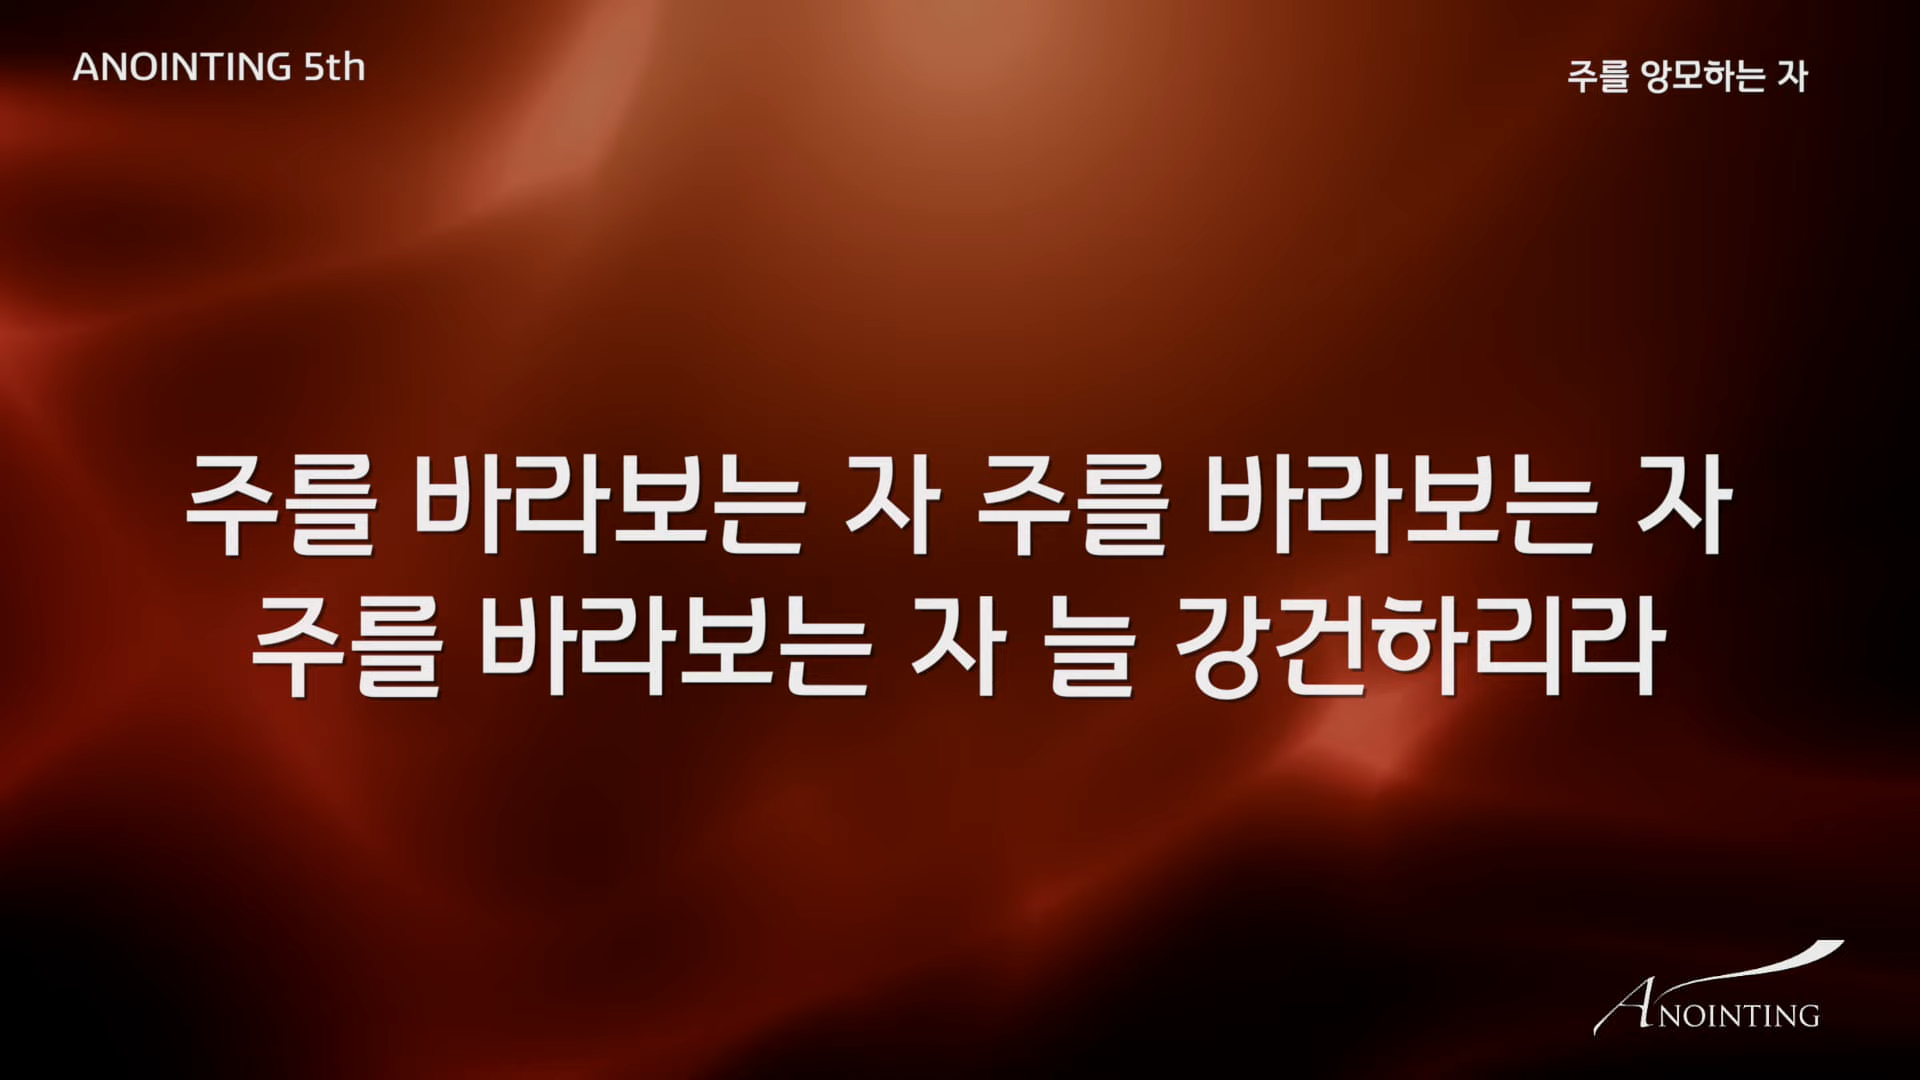 ANOINTING 5th
주를 앙모하는 자
주를 바라보는 자 주를 바라보는 자
주를 바라보는 자 늘 강건하리라
ANOINTING